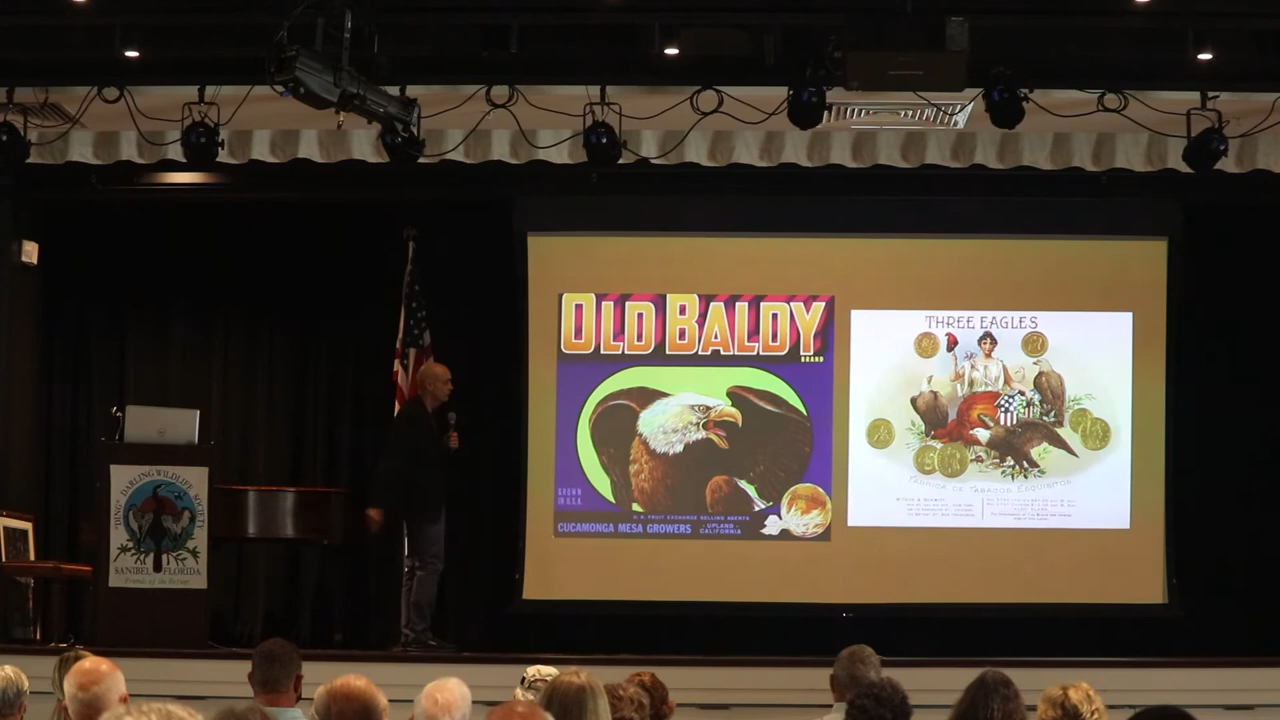 OLD BALDY
BRAND
GROWN
IN U.S.A.
CUCAMONGA MESA GROWERS
UPLAND
CALIFORNIA
THREE EAGLES
FABRICA DE TABACOS EXQUISITOS
"DING" DARLING WILDLIFE SOCIETY
SANIBEL FLORIDA
Friends of the Refuge